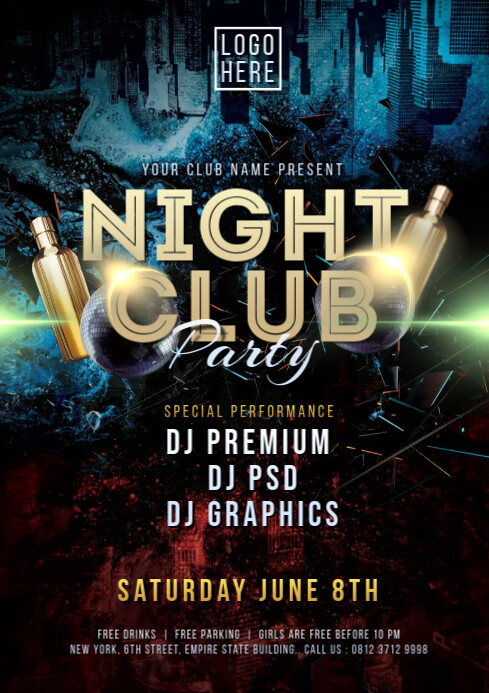 LOGO
HERE
YOUR CLUB NAME PRESENT
NIGHT
CLUB
Party
SPECIAL PERFORMANCE
DJ PREMIUM
DJ PSD
DJ GRAPHICS
SATURDAY JUNE 8TH
FREE DRINKS | FREE PARKING | GIRLS ARE FREE BEFORE 10 PM
NEW YORK, 6TH STREET, EMPIRE STATE BUILDING. CALL US : 0812 3712 9998